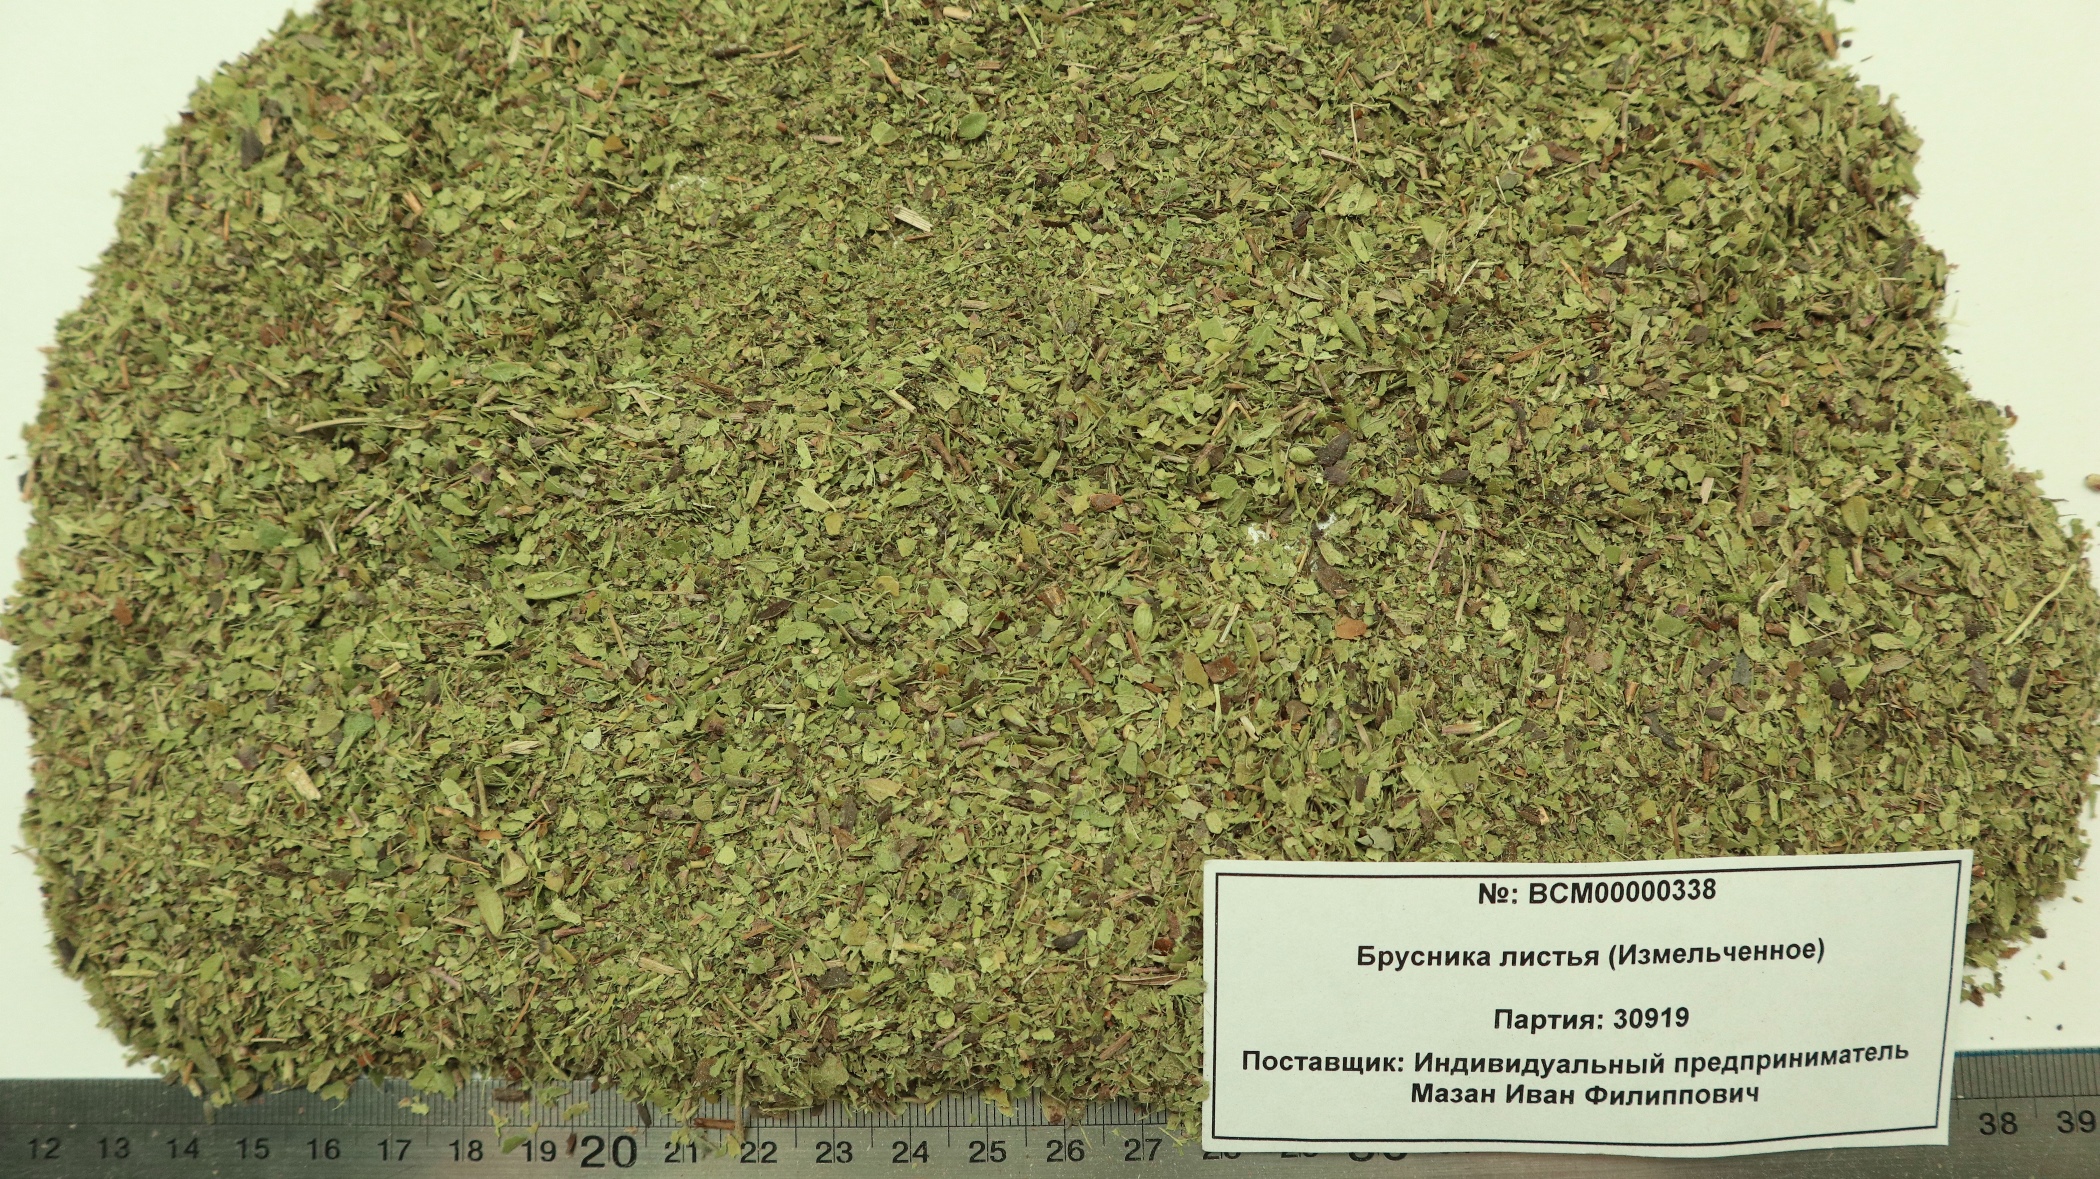 №: ВСМ00000338
Брусника листья (Измельченное)
Партия: 30919
Поставщик: Индивидуальный предприниматель
Мазан Иван Филиппович
12 13 14 15 16 17 18 19 20 21 22 23 24 25 26 27 38 39